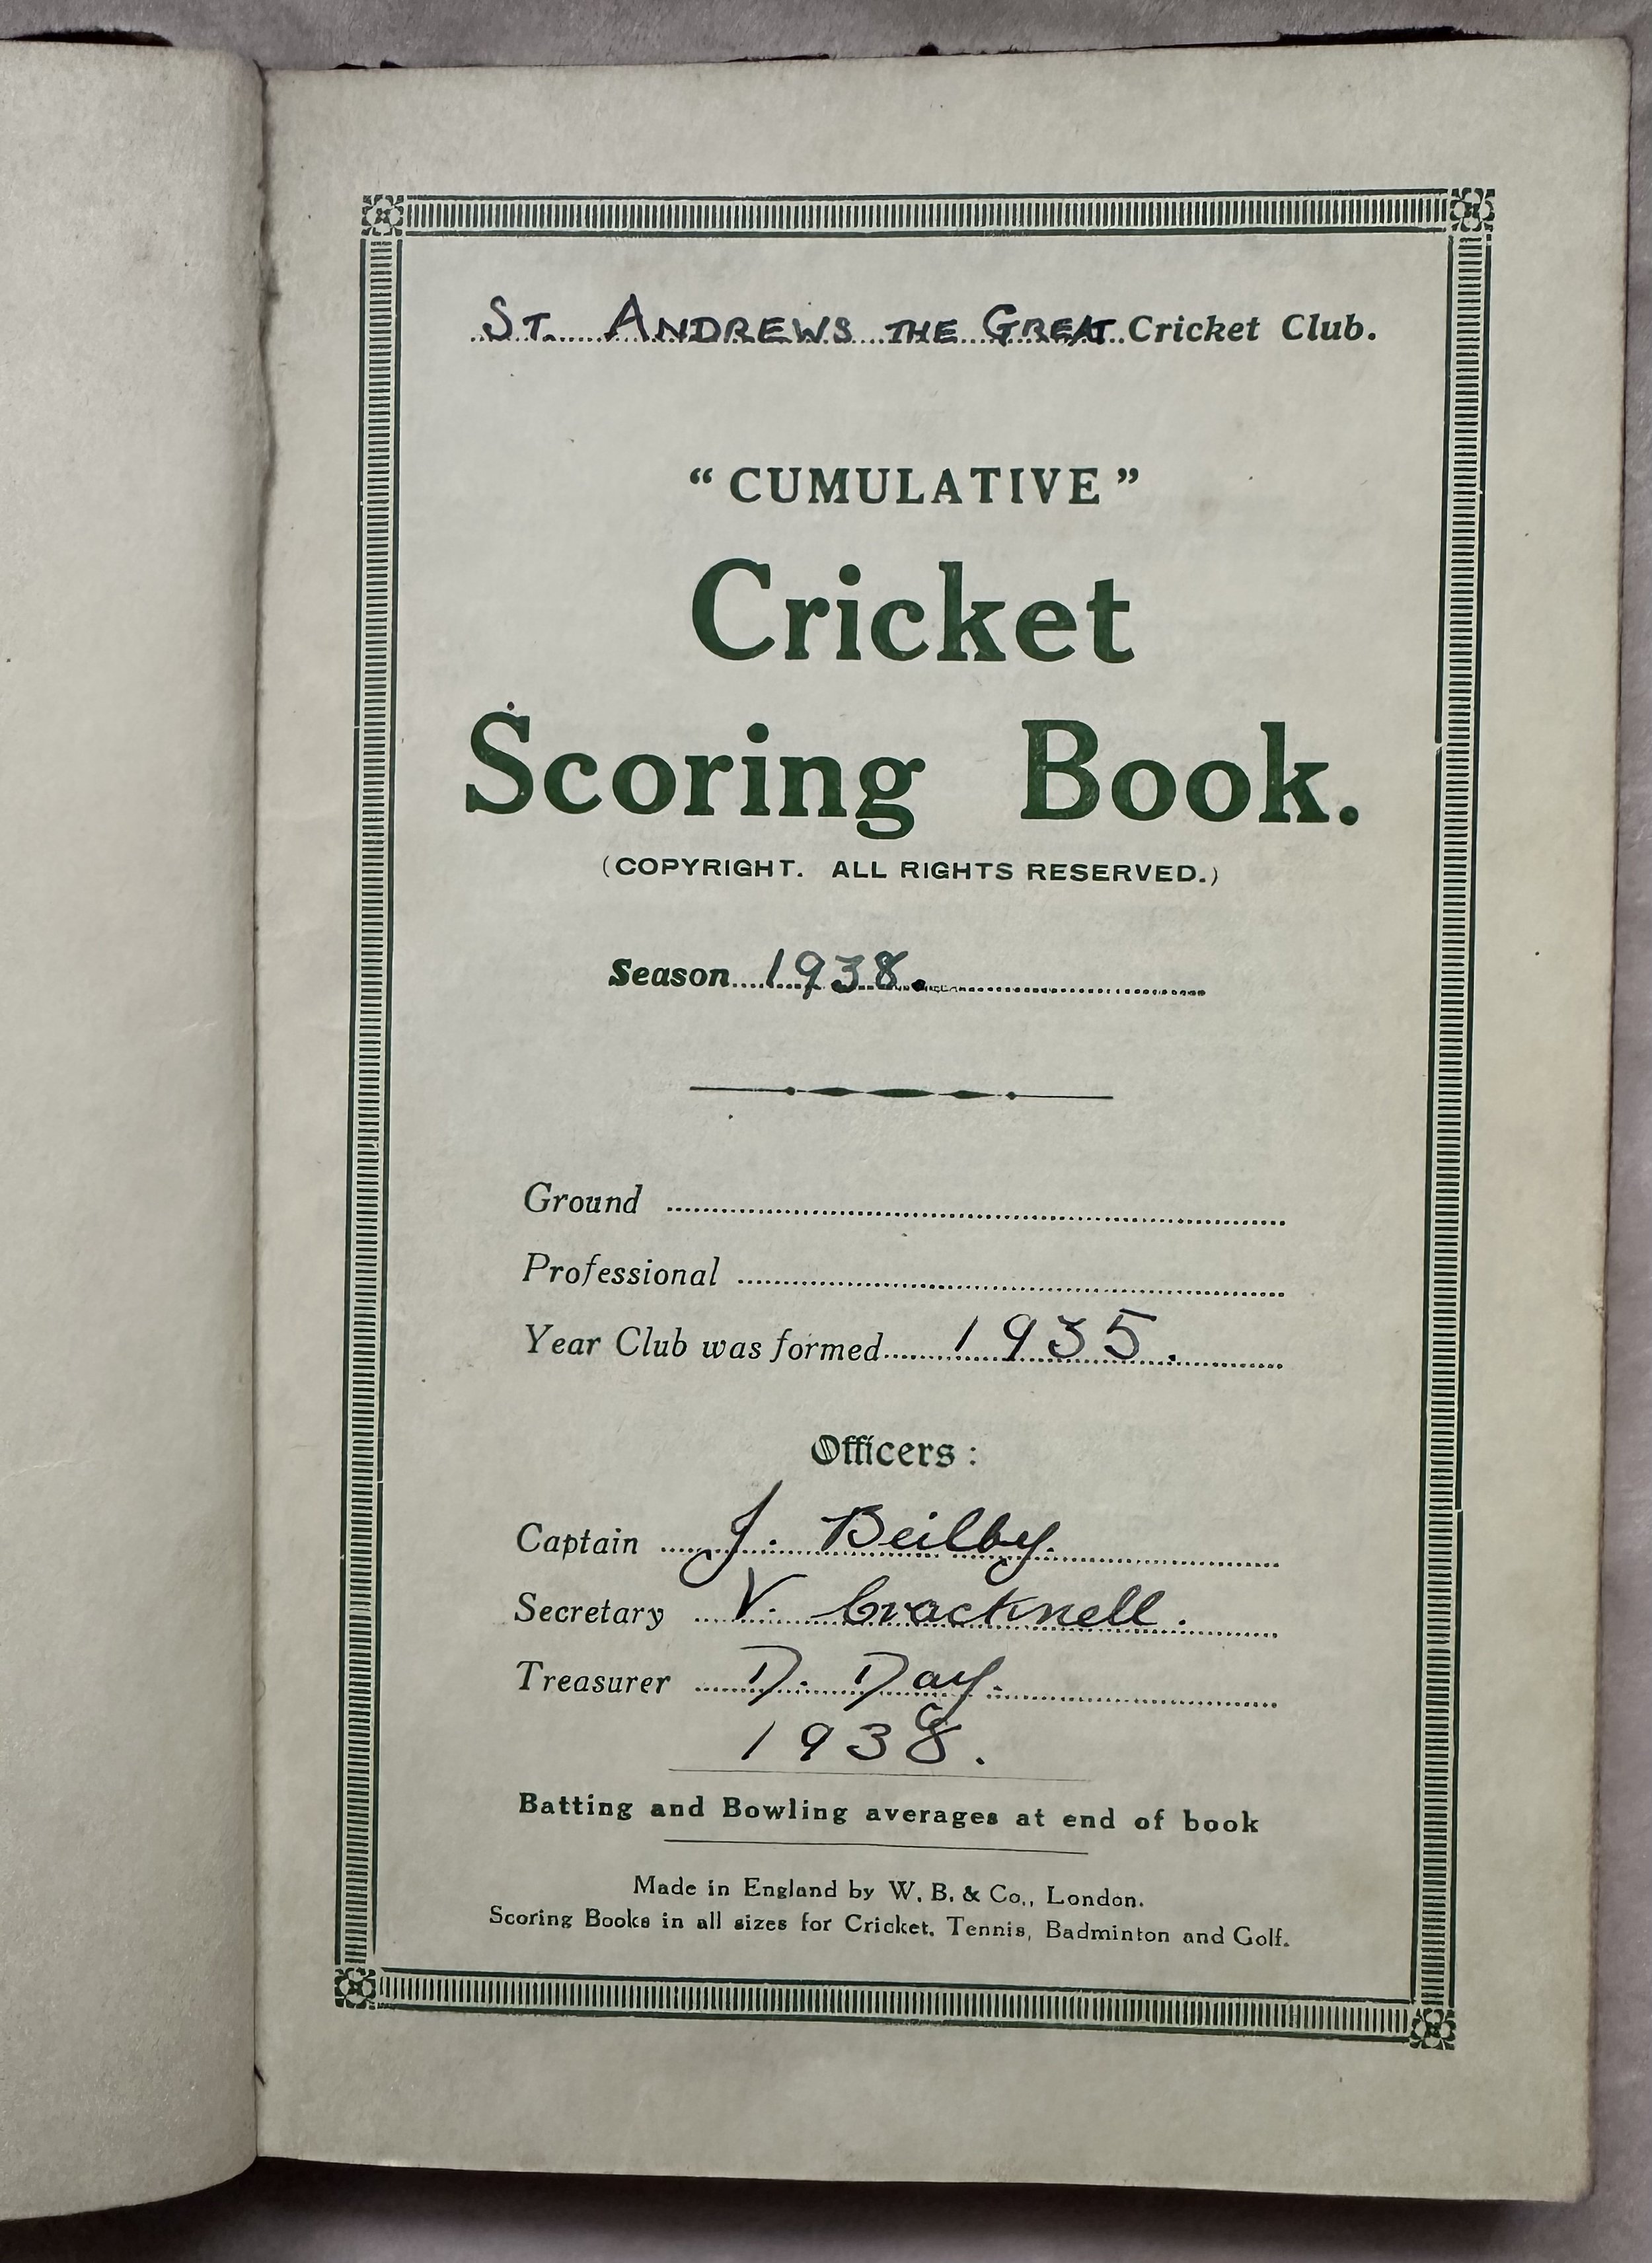 St. Andrews the Great Cricket Club.
“CUMULATIVE”
Cricket
Scoring Book.
(COPYRIGHT. ALL RIGHTS RESERVED.)
Season 1938.
Ground
Professional
Year Club was formed 1935.
Officers :
Captain J. Beilby.
Secretary V. Cracknell.
Treasurer D. Day.
1938.
Batting and Bowling averages at end of book
Made in England by W. B. & Co., London.
Scoring Books in all sizes for Cricket, Tennis, Badminton and Golf.